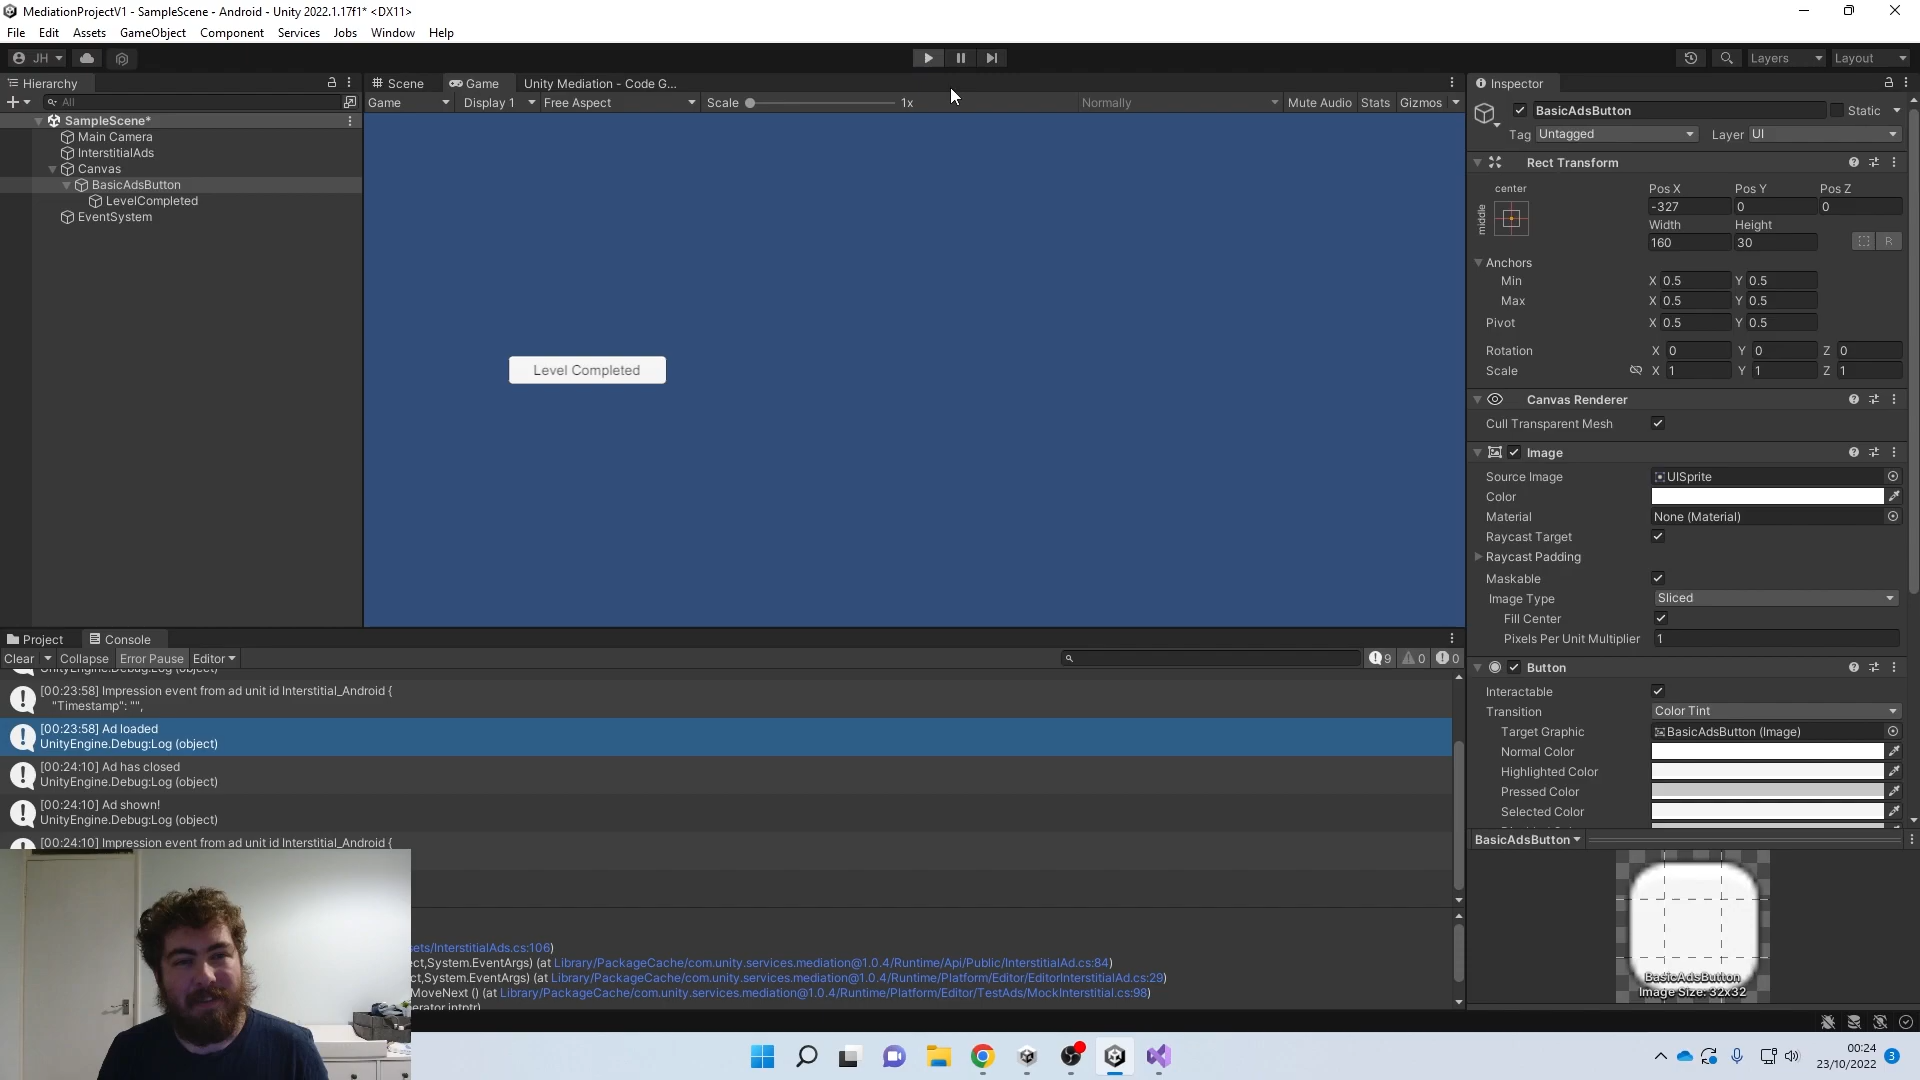 MediationProjectV1 - SampleScene - Android - Unity 2022.1.17f1* <DX11>
File Edit Assets GameObject Component Services Jobs Window Help
JH Layers Layout
Hierarchy
All
SampleScene*
Main Camera
InterstitialAds
Canvas
BasicAdsButton
LevelCompleted
EventSystem
Scene Game Unity Mediation - Code G...
Game Display 1 Free Aspect Scale 1x Normally Mute Audio Stats Gizmos
Level Completed
Inspector
BasicAdsButton Static
Tag Untagged Layer UI
Rect Transform
center
middle
Pos X Pos Y Pos Z
-327 0 0
Width Height
160 30
R
Anchors
Min X 0.5 Y 0.5
Max X 0.5 Y 0.5
Pivot X 0.5 Y 0.5
Rotation X 0 Y 0 Z 0
Scale X 1 Y 1 Z 1
Canvas Renderer
Cull Transparent Mesh
Image
Source Image UISprite
Color
Material None (Material)
Raycast Target
Raycast Padding
Maskable
Image Type Sliced
Fill Center
Pixels Per Unit Multiplier 1
Button
Interactable
Transition Color Tint
Target Graphic BasicAdsButton (Image)
Normal Color
Highlighted Color
Pressed Color
Selected Color
BasicAdsButton
BasicAdsButton
Image Size: 32x32
Project Console
Clear Collapse Error Pause Editor 9 0 0
UnityEngine.Debug:Log (object)
[00:23:58] Impression event from ad unit id Interstitial_Android {
"Timestamp": "",
[00:23:58] Ad loaded
UnityEngine.Debug:Log (object)
[00:24:10] Ad has closed
UnityEngine.Debug:Log (object)
[00:24:10] Ad shown!
UnityEngine.Debug:Log (object)
[00:24:10] Impression event from ad unit id Interstitial_Android {
ets/InterstitialAds.cs:106)
ect,System.EventArgs) (at Library/PackageCache/com.unity.services.mediation@1.0.4/Runtime/Api/Public/InterstitialAd.cs:84)
ect,System.EventArgs) (at Library/PackageCache/com.unity.services.mediation@1.0.4/Runtime/Platform/Editor/EditorInterstitialAd.cs:29)
MoveNext () (at Library/PackageCache/com.unity.services.mediation@1.0.4/Runtime/Platform/Editor/TestAds/MockInterstitial.cs:98)
erator,intptr)
00:24
23/10/2022
3